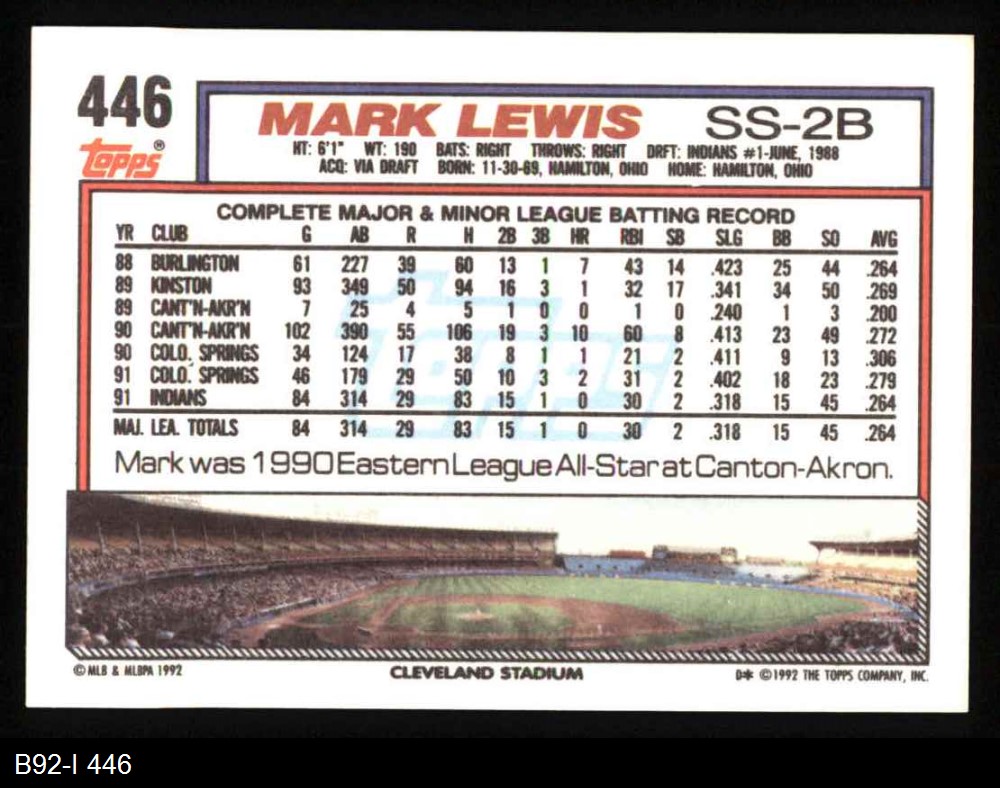 446
Topps®
MARK LEWIS SS-2B
HT: 6'1" WT: 190 BATS: RIGHT THROWS: RIGHT DRFT: INDIANS #1-JUNE, 1988
ACQ: VIA DRAFT BORN: 11-30-69, HAMILTON, OHIO HOME: HAMILTON, OHIO
COMPLETE MAJOR & MINOR LEAGUE BATTING RECORD
YR CLUB G AB R H 2B 3B HR RBI SB SLG BB SO AVG
88 BURLINGTON 61 227 39 60 13 1 7 43 14 .423 25 44 .264
89 KINSTON 93 349 50 94 16 3 1 32 17 .341 34 50 .269
89 CANT'N-AKR'N 7 25 4 5 1 0 0 1 0 .240 1 3 .200
90 CANT'N-AKR'N 102 390 55 106 19 3 10 60 8 .413 23 49 .272
90 COLO. SPRINGS 34 124 17 38 8 1 1 21 2 .411 9 13 .306
91 COLO. SPRINGS 46 179 29 50 10 3 2 31 2 .402 18 23 .279
91 INDIANS 84 314 29 83 15 1 0 30 2 .318 15 45 .264
MAJ. LEA. TOTALS 84 314 29 83 15 1 0 30 2 .318 15 45 .264
Topps
Mark was 1990 Eastern League All-Star at Canton-Akron.
© MLB & MLBPA 1992 CLEVELAND STADIUM D* ©1992 THE TOPPS COMPANY, INC.
B92-I 446